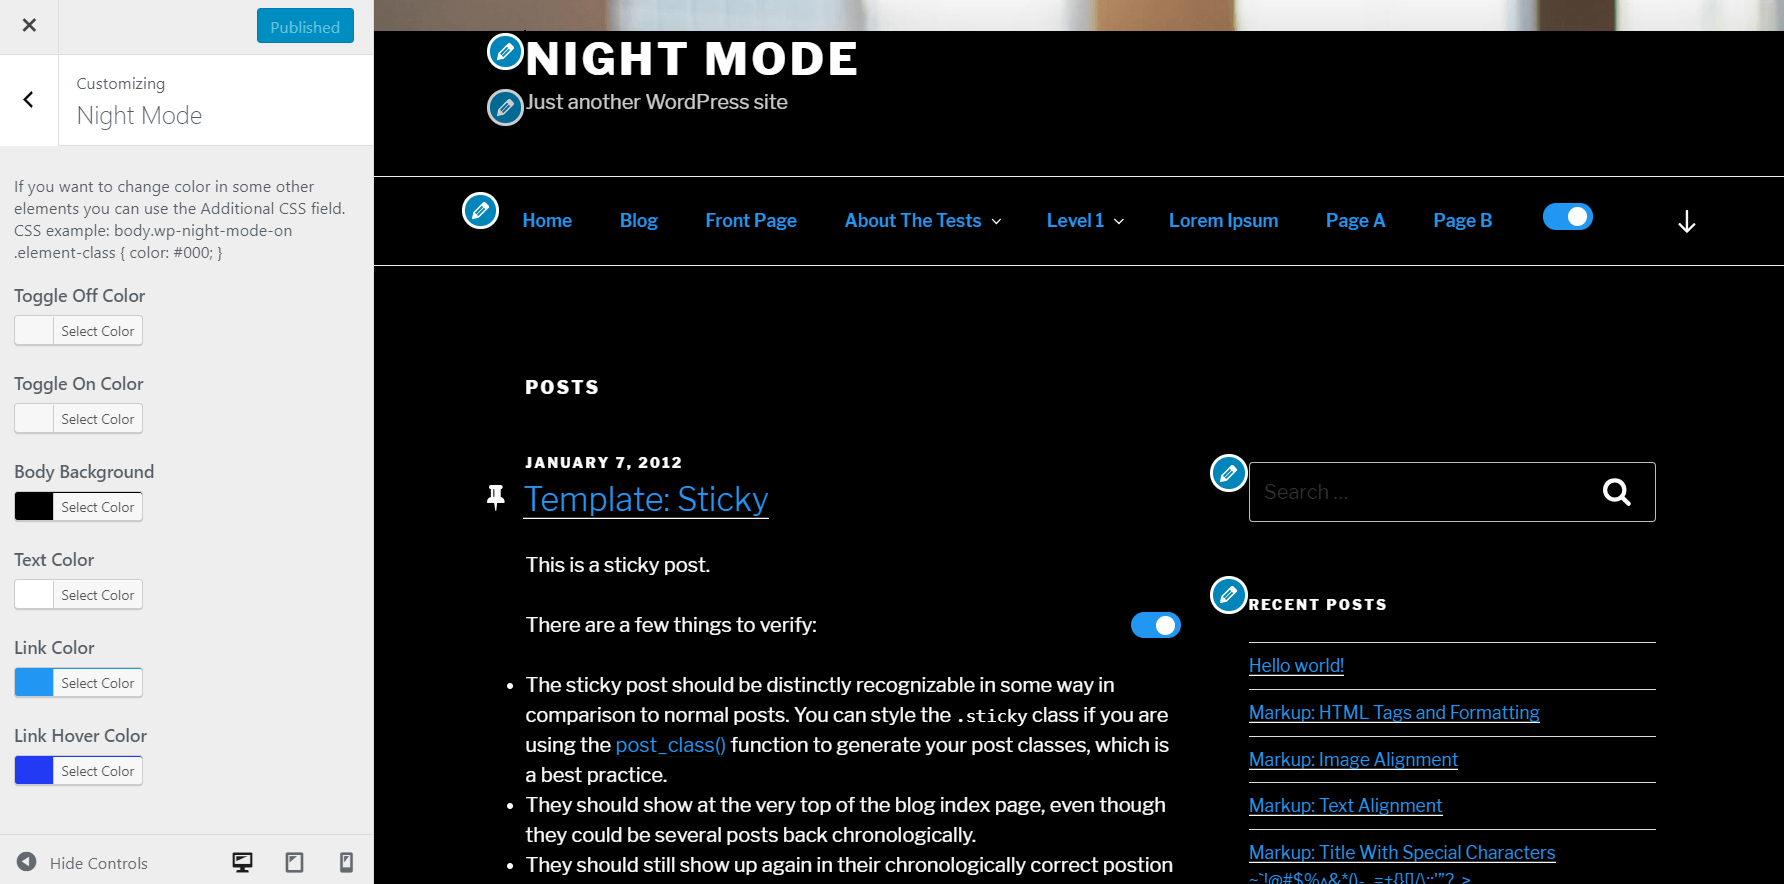 Published
Customizing
Night Mode
If you want to change color in some other
elements you can use the Additional CSS field.
CSS example: body.wp-night-mode-on
.element-class { color: #000; }
Toggle Off Color
Select Color
Toggle On Color
Select Color
Body Background
Select Color
Text Color
Select Color
Link Color
Select Color
Link Hover Color
Select Color
Hide Controls
NIGHT MODE
Just another WordPress site
Home Blog Front Page About The Tests Level 1 Lorem Ipsum Page A Page B
POSTS
JANUARY 7, 2012
Template: Sticky
This is a sticky post.
There are a few things to verify:
• The sticky post should be distinctly recognizable in some way in
comparison to normal posts. You can style the .sticky class if you are
using the post_class() function to generate your post classes, which is
a best practice.
• They should show at the very top of the blog index page, even though
they could be several posts back chronologically.
• They should still show up again in their chronologically correct postion
Search …
RECENT POSTS
Hello world!
Markup: HTML Tags and Formatting
Markup: Image Alignment
Markup: Text Alignment
Markup: Title With Special Characters